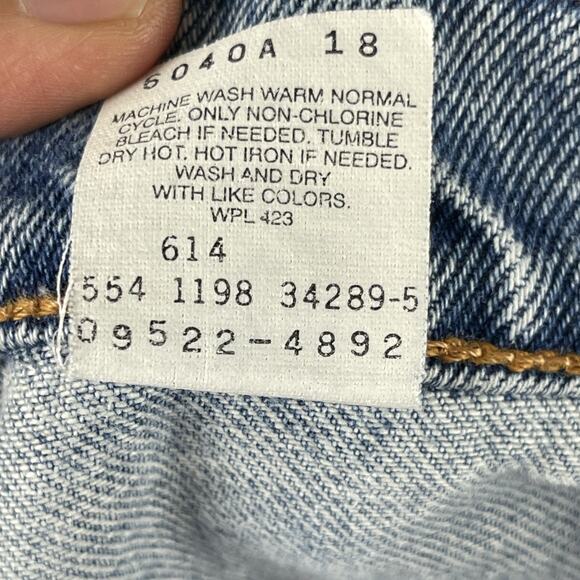 6040A 18
MACHINE WASH WARM NORMAL
CYCLE. ONLY NON-CHLORINE
BLEACH IF NEEDED. TUMBLE
DRY HOT. HOT IRON IF NEEDED.
WASH AND DRY
WITH LIKE COLORS.
WPL 423
614
554 1198 34289-5
09522-4892